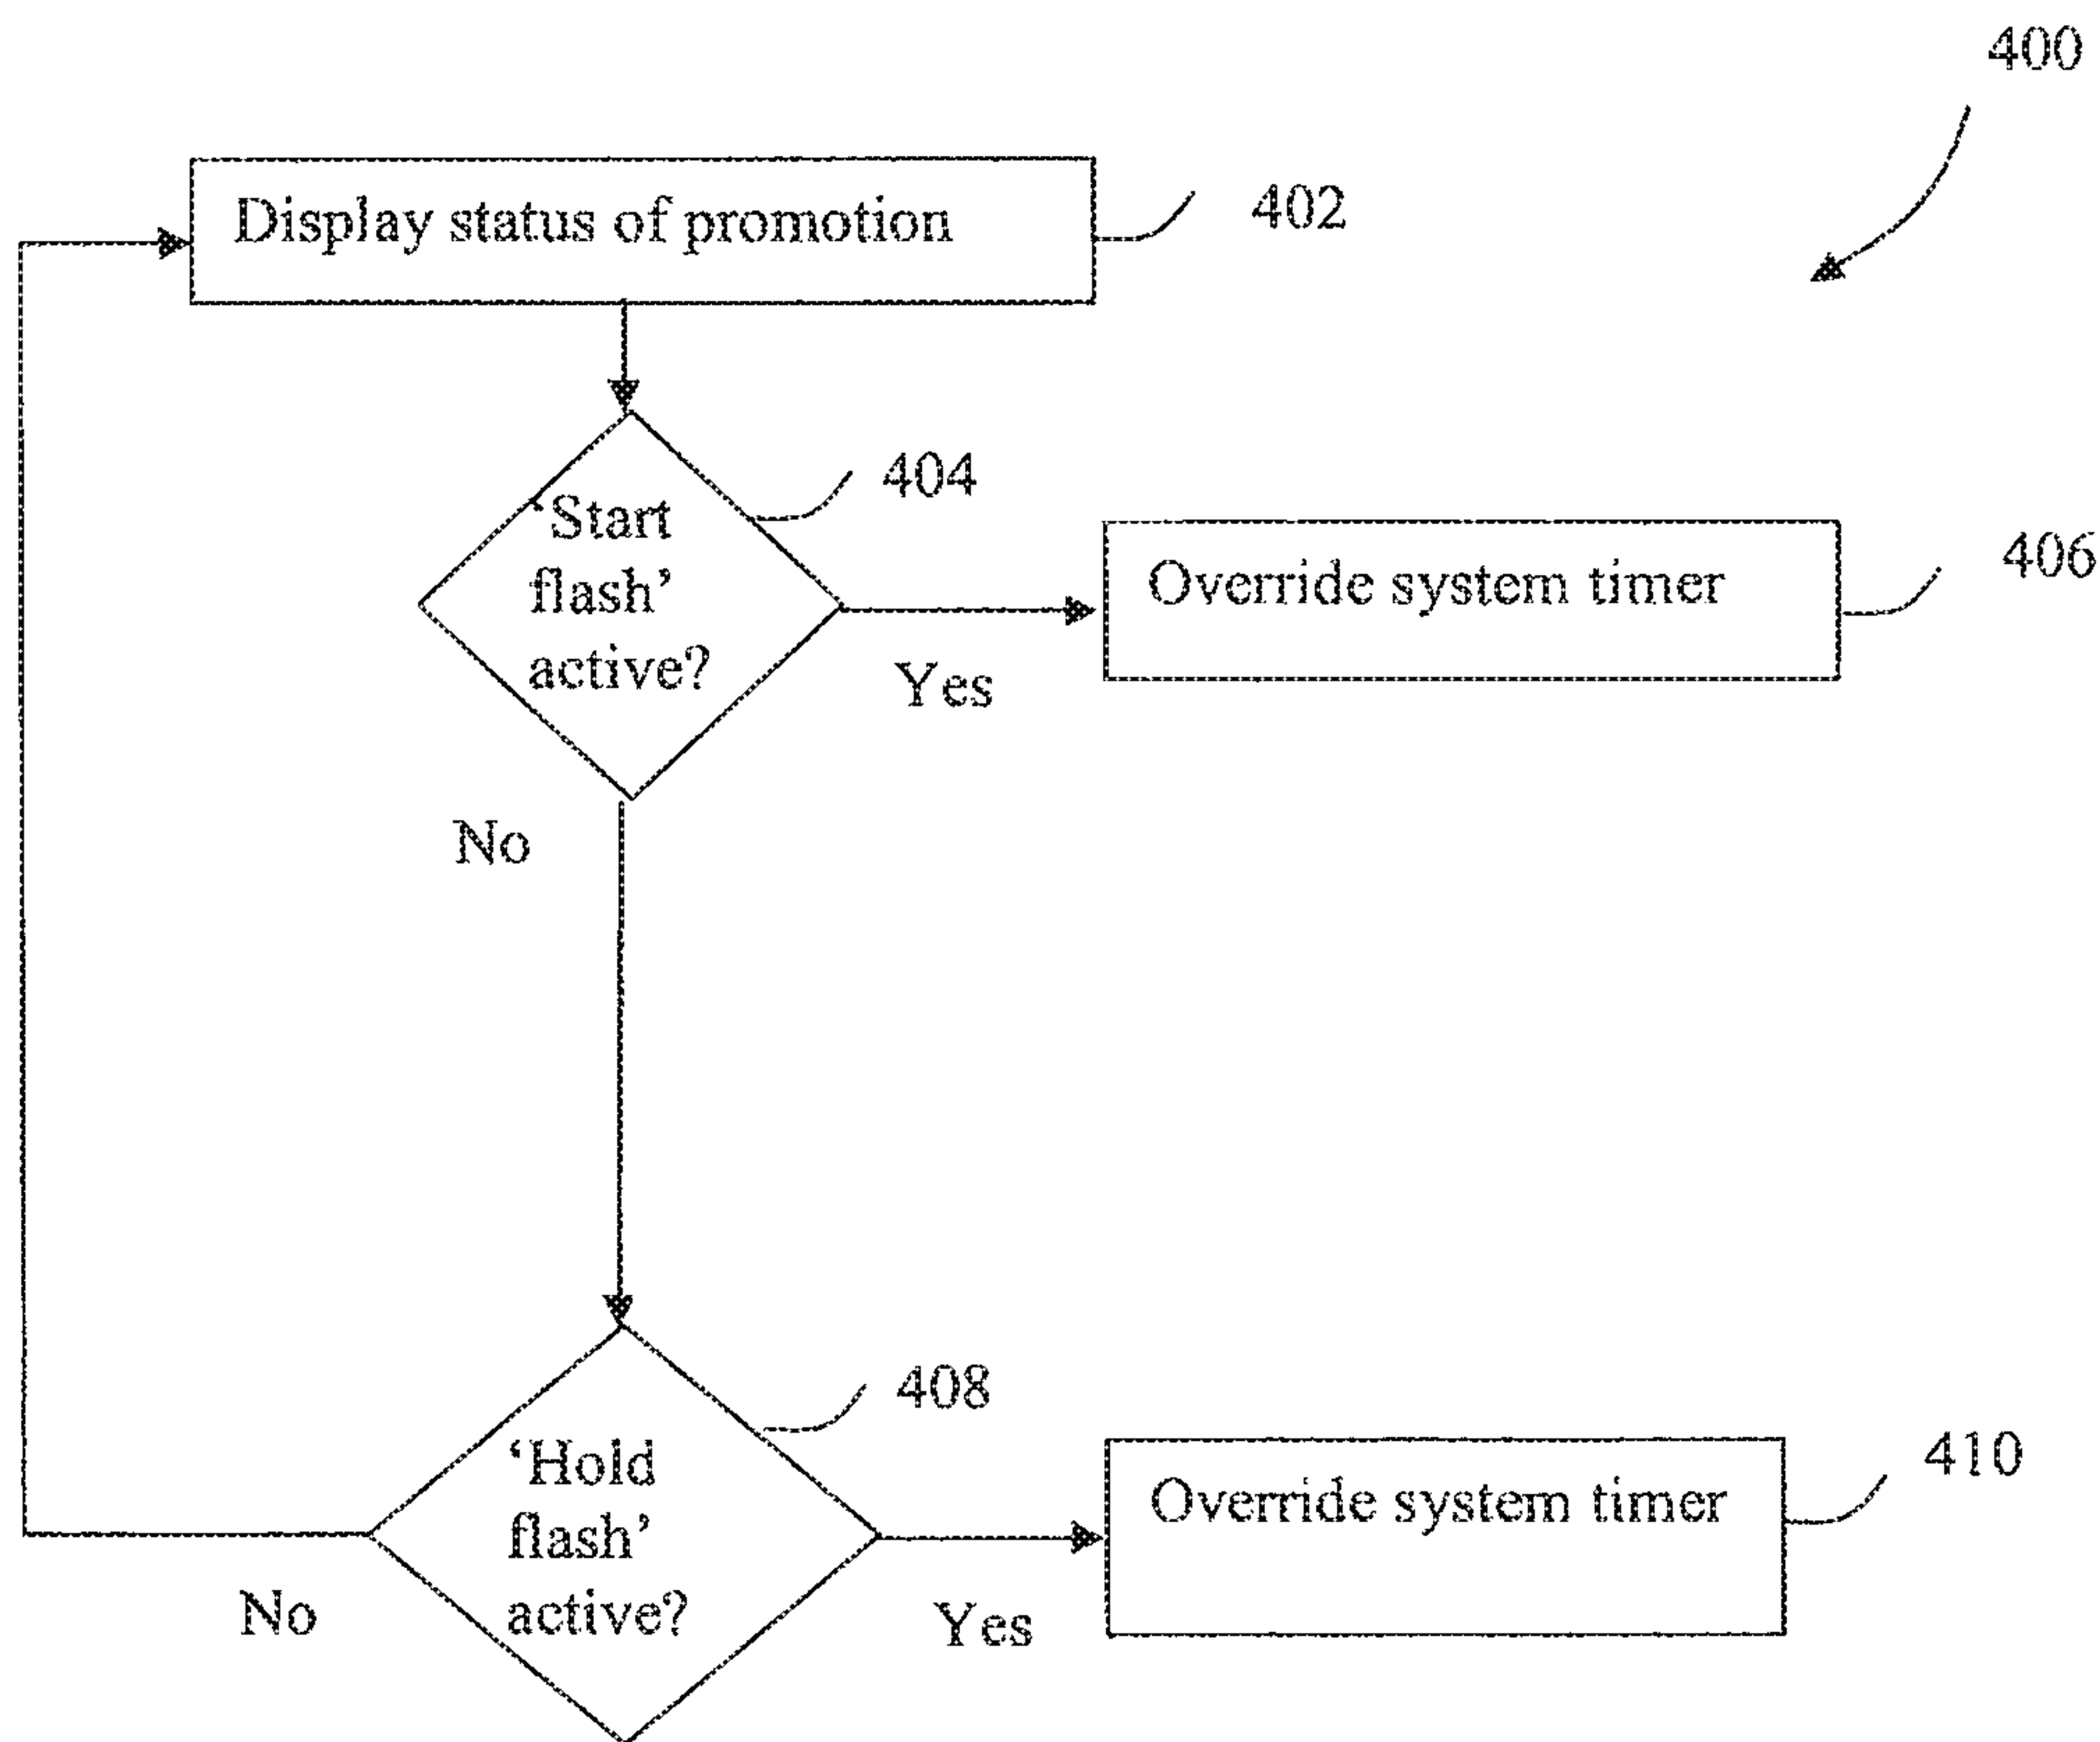 400
Display status of promotion
402
‘Start
flash’
active?
404
Yes
Override system timer
406
No
‘Hold
flash’
active?
408
No
Yes
Override system timer
410